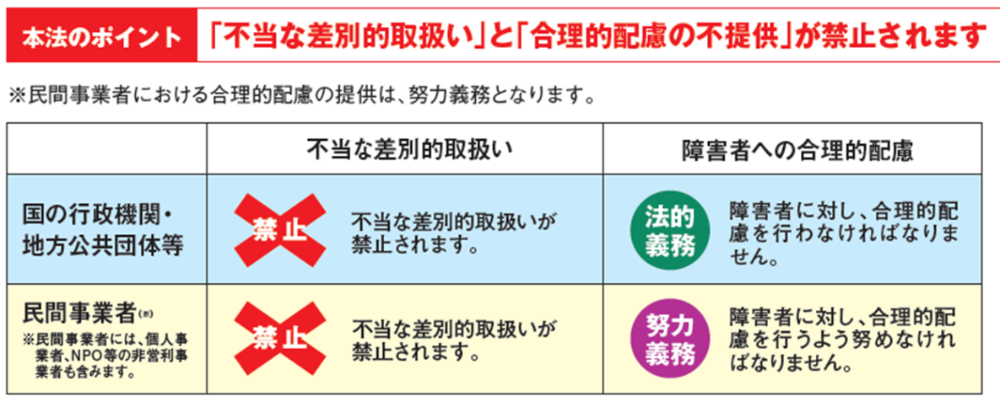 本法のポイント 「不当な差別的取扱い」と「合理的配慮の不提供」が禁止されます
※民間事業者における合理的配慮の提供は、努力義務となります。
不当な差別的取扱い
障害者への合理的配慮
国の行政機関・
地方公共団体等
禁止
不当な差別的取扱いが
禁止されます。
法的
義務
障害者に対し、合理的配
慮を行わなければなりま
せん。
民間事業者(※)
※民間事業者には、個人事
業者、NPO等の非営利事
業者も含みます。
禁止
不当な差別的取扱いが
禁止されます。
努力
義務
障害者に対し、合理的配
慮を行うよう努めなけれ
ばなりません。